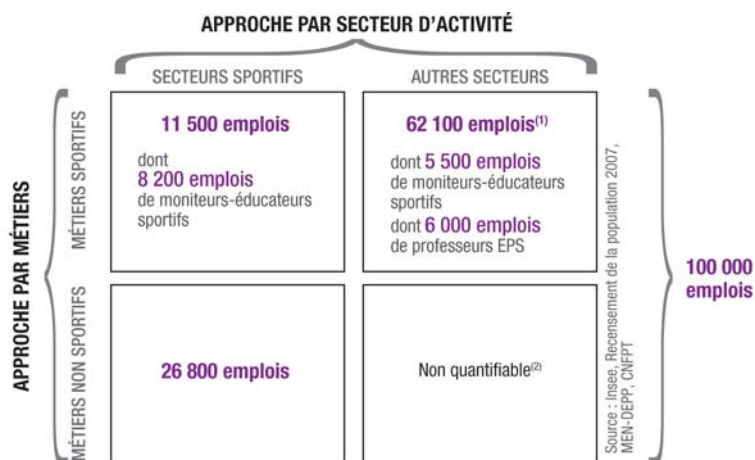 APPROCHE PAR SECTEUR D’ACTIVITÉ
SECTEURS SPORTIFS
AUTRES SECTEURS
APPROCHE PAR MÉTIERS
MÉTIERS SPORTIFS
11 500 emplois
dont
8 200 emplois
de moniteurs-éducateurs
sportifs
62 100 emplois(1)
dont 5 500 emplois
de moniteurs-éducateurs
sportifs
dont 6 000 emplois
de professeurs EPS
MÉTIERS NON SPORTIFS
26 800 emplois
Non quantifiable(2)
Source : Insee, Recensement de la population 2007,
MEN-DEPP, CNFPT
100 000
emplois